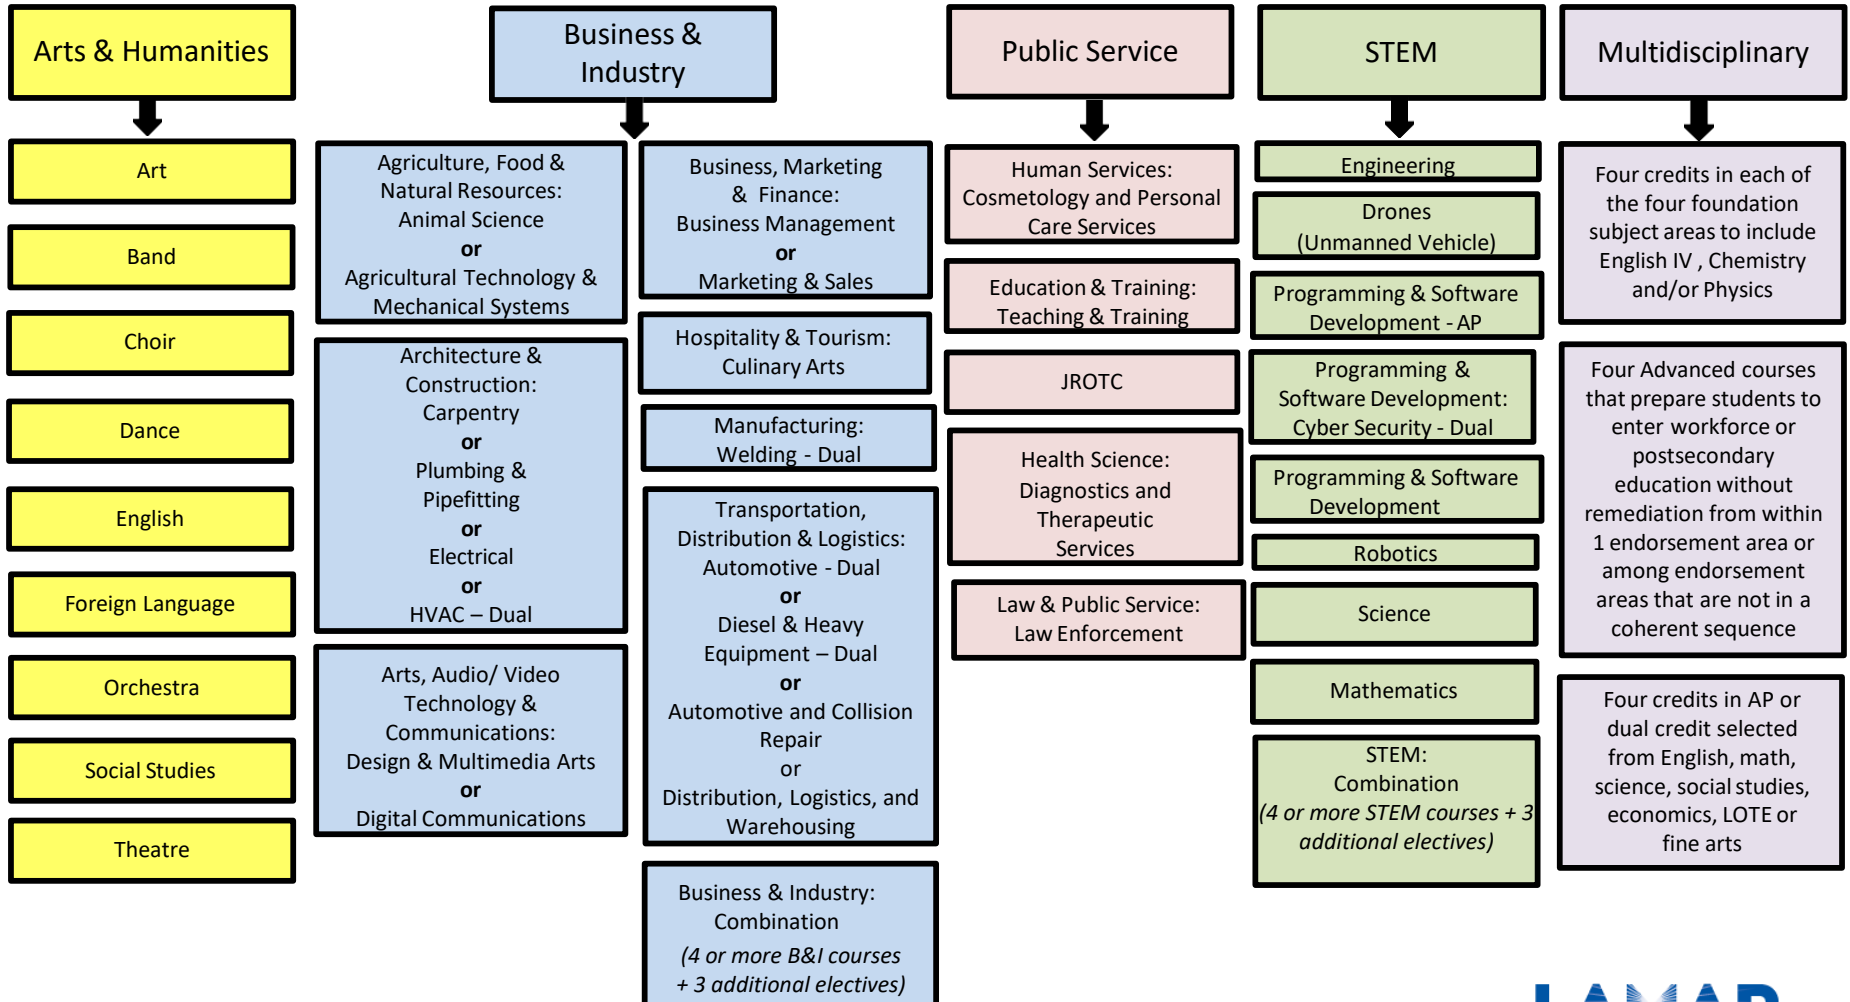 Arts & Humanities
Art
Band
Choir
Dance
English
Foreign Language
Orchestra
Social Studies
Theatre
Business &
Industry
Agriculture, Food &
Natural Resources:
Animal Science
or
Agricultural Technology &
Mechanical Systems
Architecture &
Construction:
Carpentry
or
Plumbing &
Pipefitting
or
Electrical
or
HVAC – Dual
Arts, Audio/ Video
Technology &
Communications:
Design & Multimedia Arts
or
Digital Communications
Business, Marketing
& Finance:
Business Management
or
Marketing & Sales
Hospitality & Tourism:
Culinary Arts
Manufacturing:
Welding - Dual
Transportation,
Distribution & Logistics:
Automotive - Dual
or
Diesel & Heavy
Equipment – Dual
or
Automotive and Collision
Repair
or
Distribution, Logistics, and
Warehousing
Business & Industry:
Combination
(4 or more B&I courses
+ 3 additional electives)
Public Service
Human Services:
Cosmetology and Personal
Care Services
Education & Training:
Teaching & Training
JROTC
Health Science:
Diagnostics and
Therapeutic
Services
Law & Public Service:
Law Enforcement
STEM
Engineering
Drones
(Unmanned Vehicle)
Programming & Software
Development - AP
Programming &
Software Development:
Cyber Security - Dual
Programming & Software
Development
Robotics
Science
Mathematics
STEM:
Combination
(4 or more STEM courses + 3
additional electives)
Multidisciplinary
Four credits in each of
the four foundation
subject areas to include
English IV , Chemistry
and/or Physics
Four Advanced courses
that prepare students to
enter workforce or
postsecondary
education without
remediation from within
1 endorsement area or
among endorsement
areas that are not in a
coherent sequence
Four credits in AP or
dual credit selected
from English, math,
science, social studies,
economics, LOTE or
fine arts
LAMAR